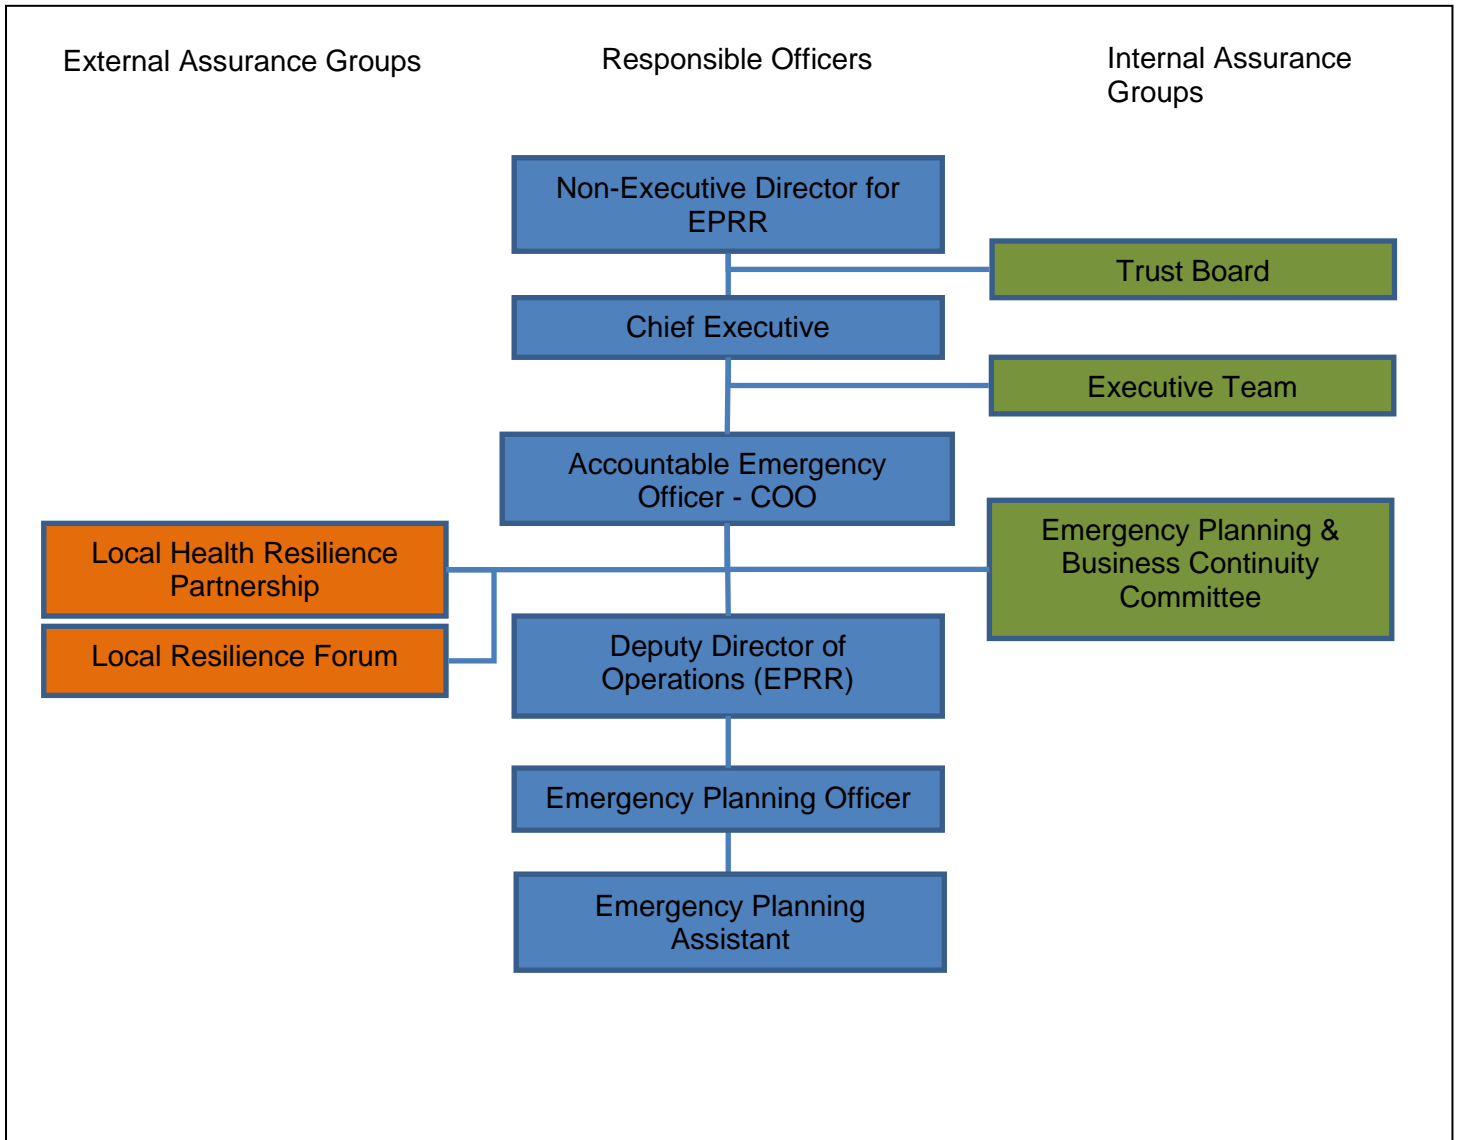 External Assurance Groups
Responsible Officers
Internal Assurance
Groups
Non-Executive Director for
EPRR
Trust Board
Chief Executive
Executive Team
Accountable Emergency
Officer - COO
Local Health Resilience
Partnership
Emergency Planning &
Business Continuity
Committee
Local Resilience Forum
Deputy Director of
Operations (EPRR)
Emergency Planning Officer
Emergency Planning
Assistant